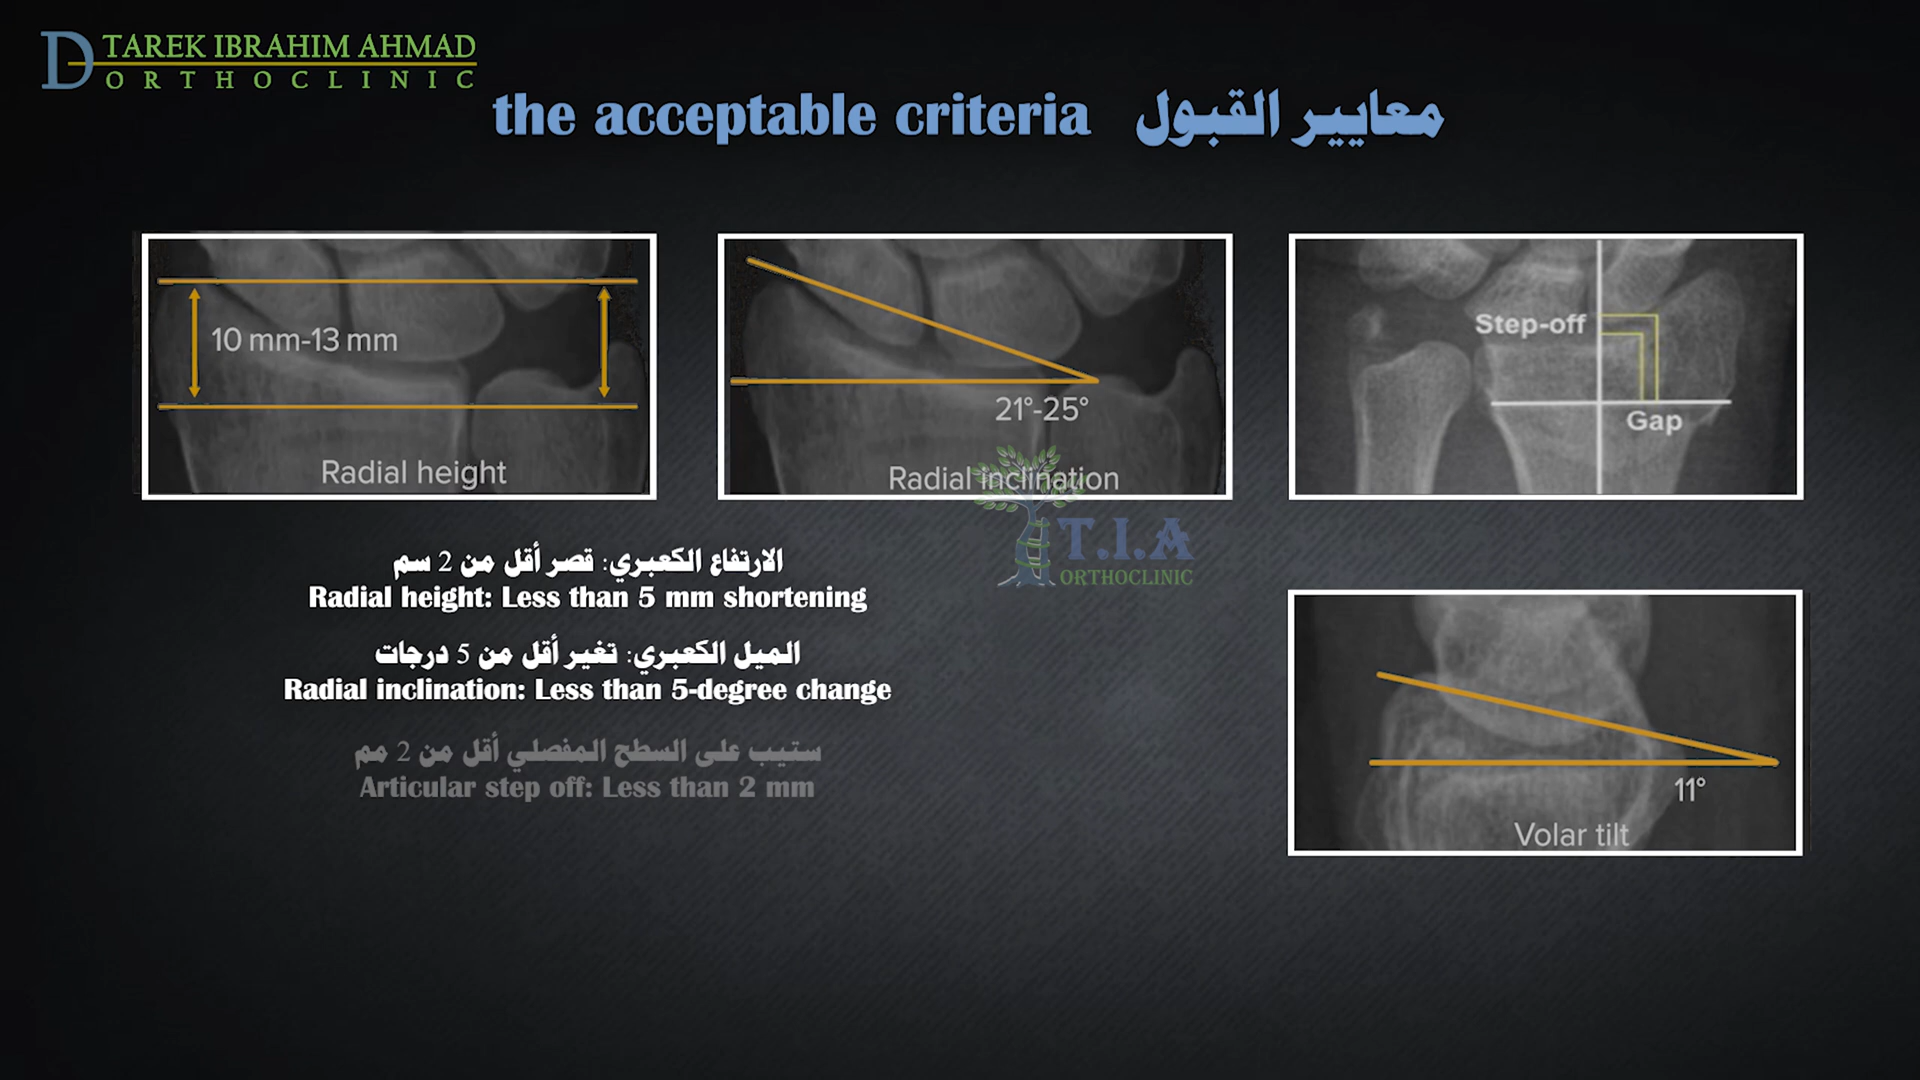 TAREK IBRAHIM AHMAD
ORTHOCLINIC
the acceptable criteria معايير القبول
10 mm-13 mm
Radial height
21°-25°
Radial inclination
Step-off
Gap
T.I.A
ORTHOCLINIC
الارتفاع الكعبري: قصر أقل من 2 سم
Radial height: Less than 5 mm shortening
الميل الكعبري: تغير أقل من 5 درجات
Radial inclination: Less than 5-degree change
ستيب على السطح المفصلي أقل من 2 مم
Articular step off: Less than 2 mm
11°
Volar tilt